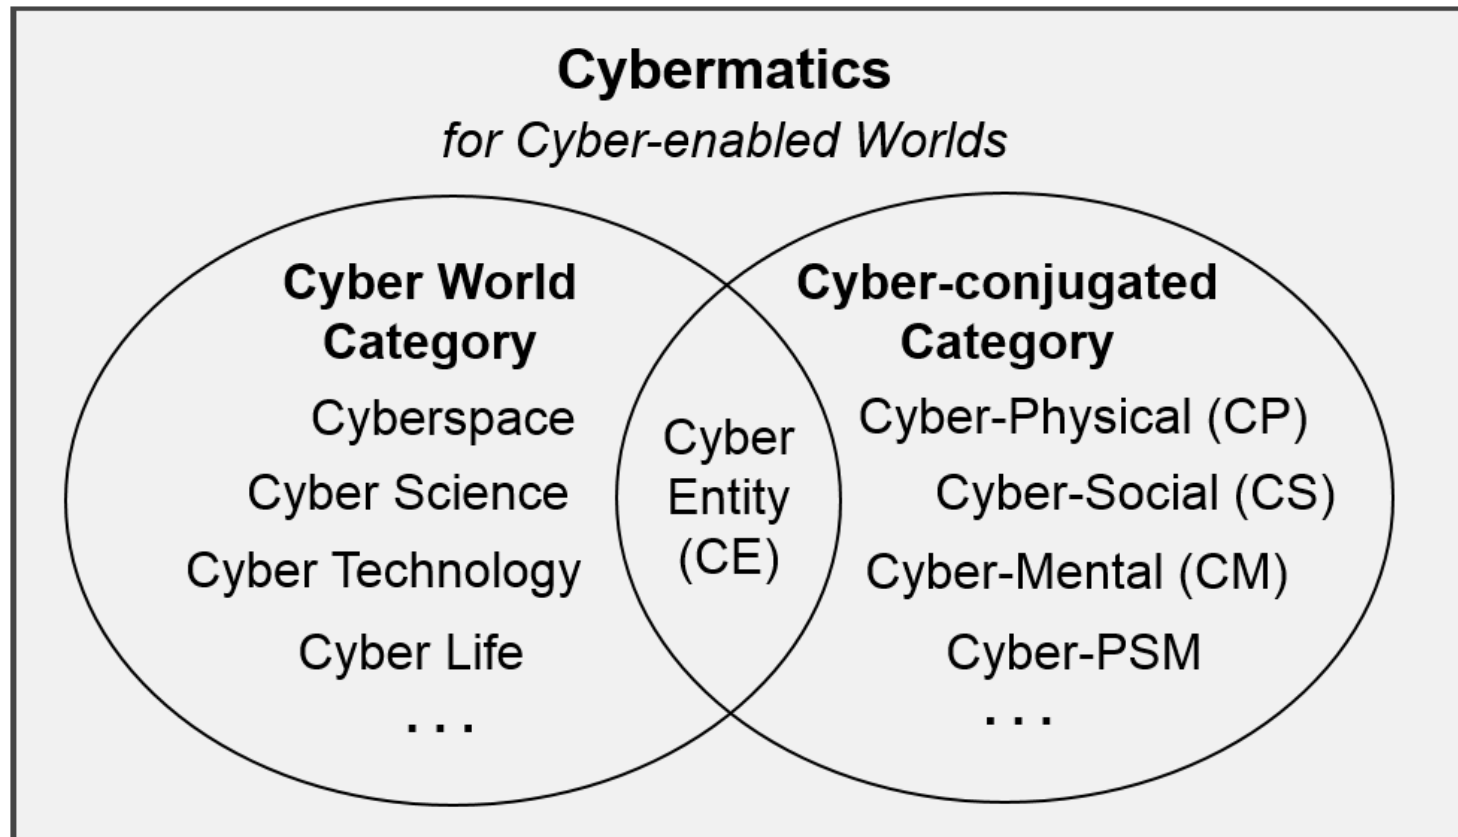 Cybermatics
for Cyber-enabled Worlds
Cyber World
Category
Cyberspace
Cyber Science
Cyber Technology
Cyber Life
. . .
Cyber
Entity
(CE)
Cyber-conjugated
Category
Cyber-Physical (CP)
Cyber-Social (CS)
Cyber-Mental (CM)
Cyber-PSM
. . .